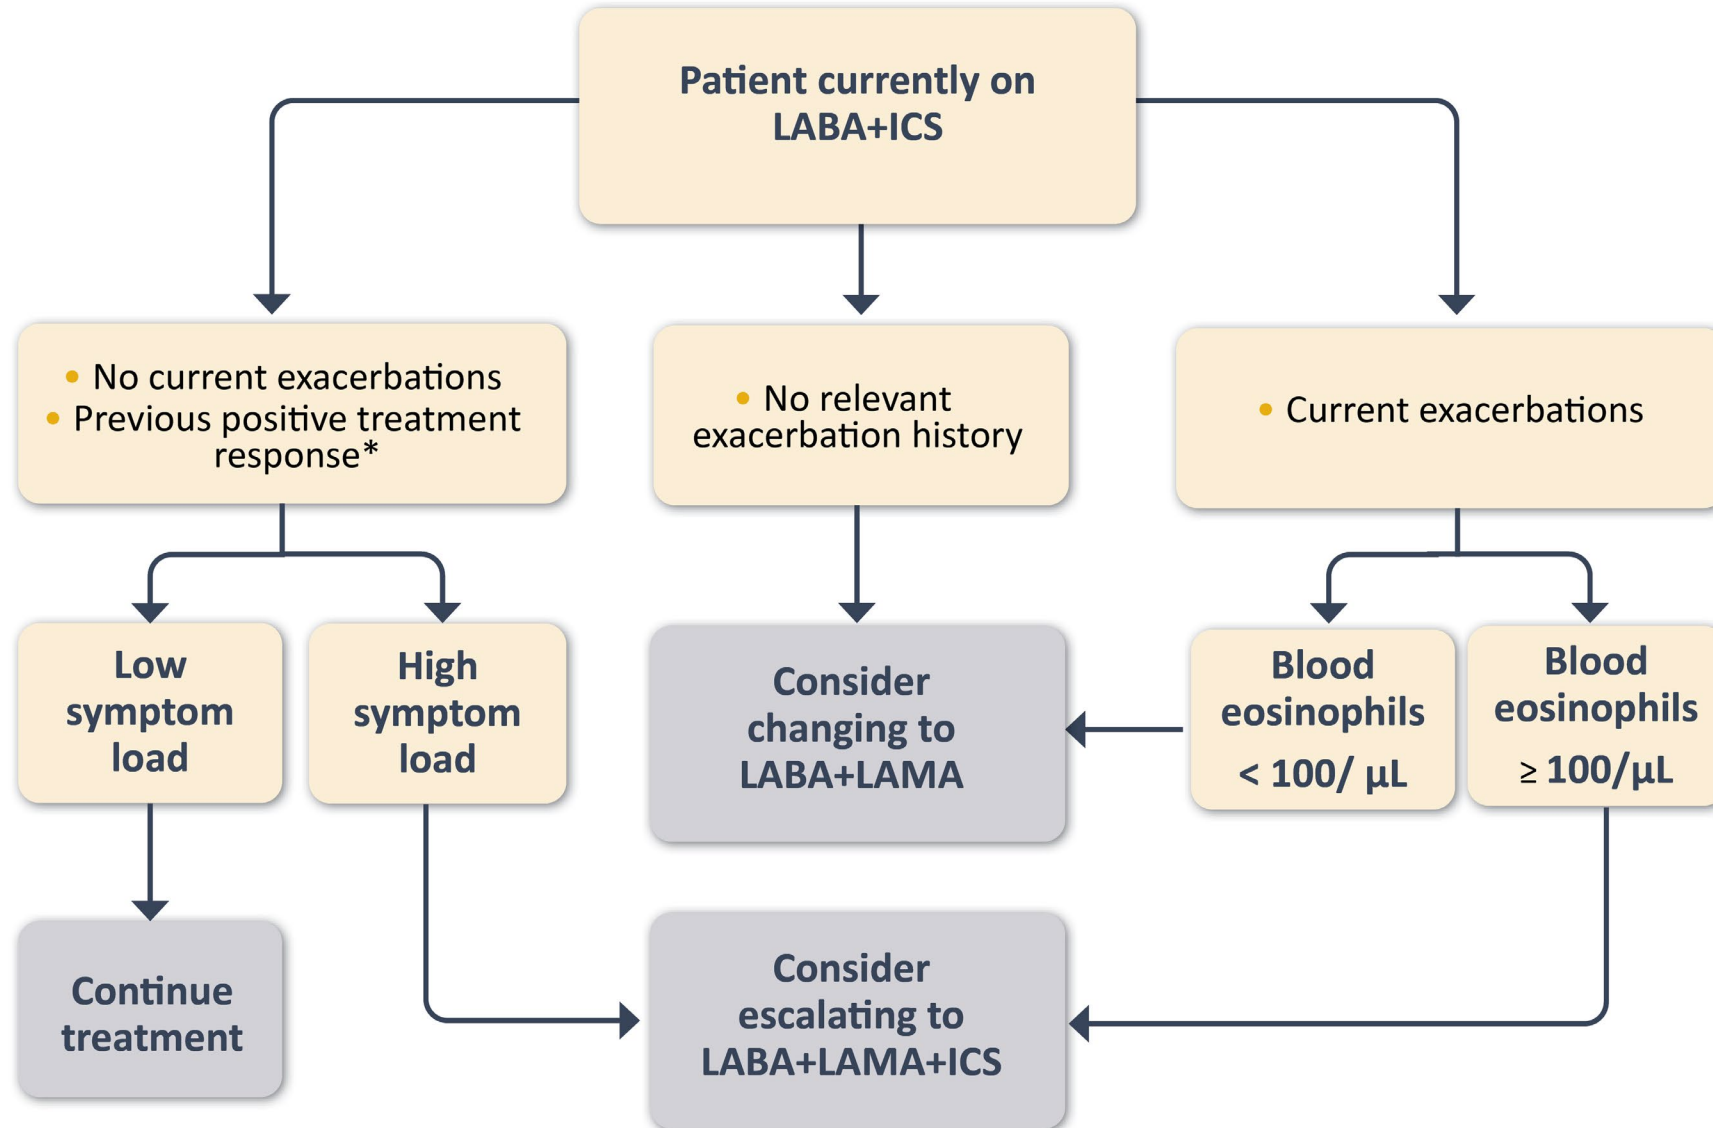 Patient currently on
LABA+ICS
• No current exacerbations
• Previous positive treatment
response*
• No relevant
exacerbation history
• Current exacerbations
Low
symptom
load
High
symptom
load
Consider
changing to
LABA+LAMA
Blood
eosinophils
< 100/ μL
Blood
eosinophils
≥ 100/μL
Continue
treatment
Consider
escalating to
LABA+LAMA+ICS